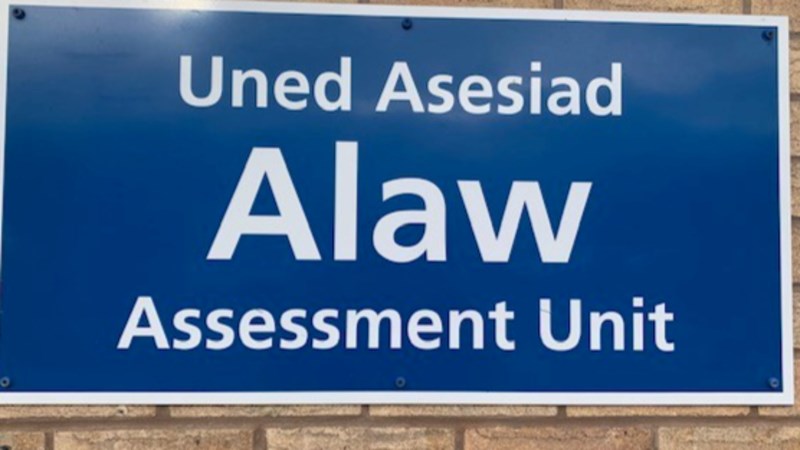 Uned Asesiad
Alaw
Assessment Unit